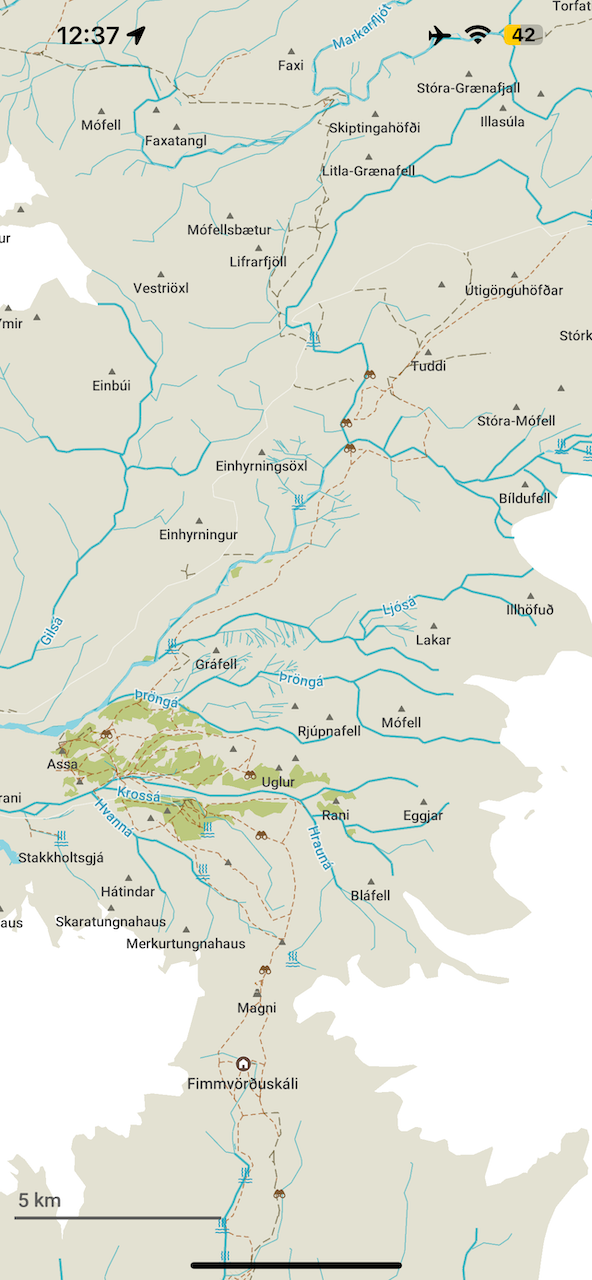 12:37
42
Torfat
Markarfljót
Faxi
Stóra-Grænafjall
Mófell
Faxatangl
Skiptingahöfði
Illasúla
Litla-Grænafell
Mófellsbætur
ur
Lifrarfjöll
Vestriöxl
Útigönguhöfðar
Ýmir
Stórk
Tuddi
Einbúi
Stóra-Mófell
Einhyrningsöxl
Bíldufell
Einhyrningur
Ljósá
Illhöfuð
Gilsá
Lakar
Gráfell
Þröngá
Þröngá
Mófell
Rjúpnafell
Assa
Uglur
Krossá
rani
Rani
Eggjar
Hvanná
Hrauná
Stakkholtsgjá
Hátindar
Bláfell
aus
Skaratungnahaus
Merkurtungnahaus
Magni
Fimmvörðuskáli
5 km